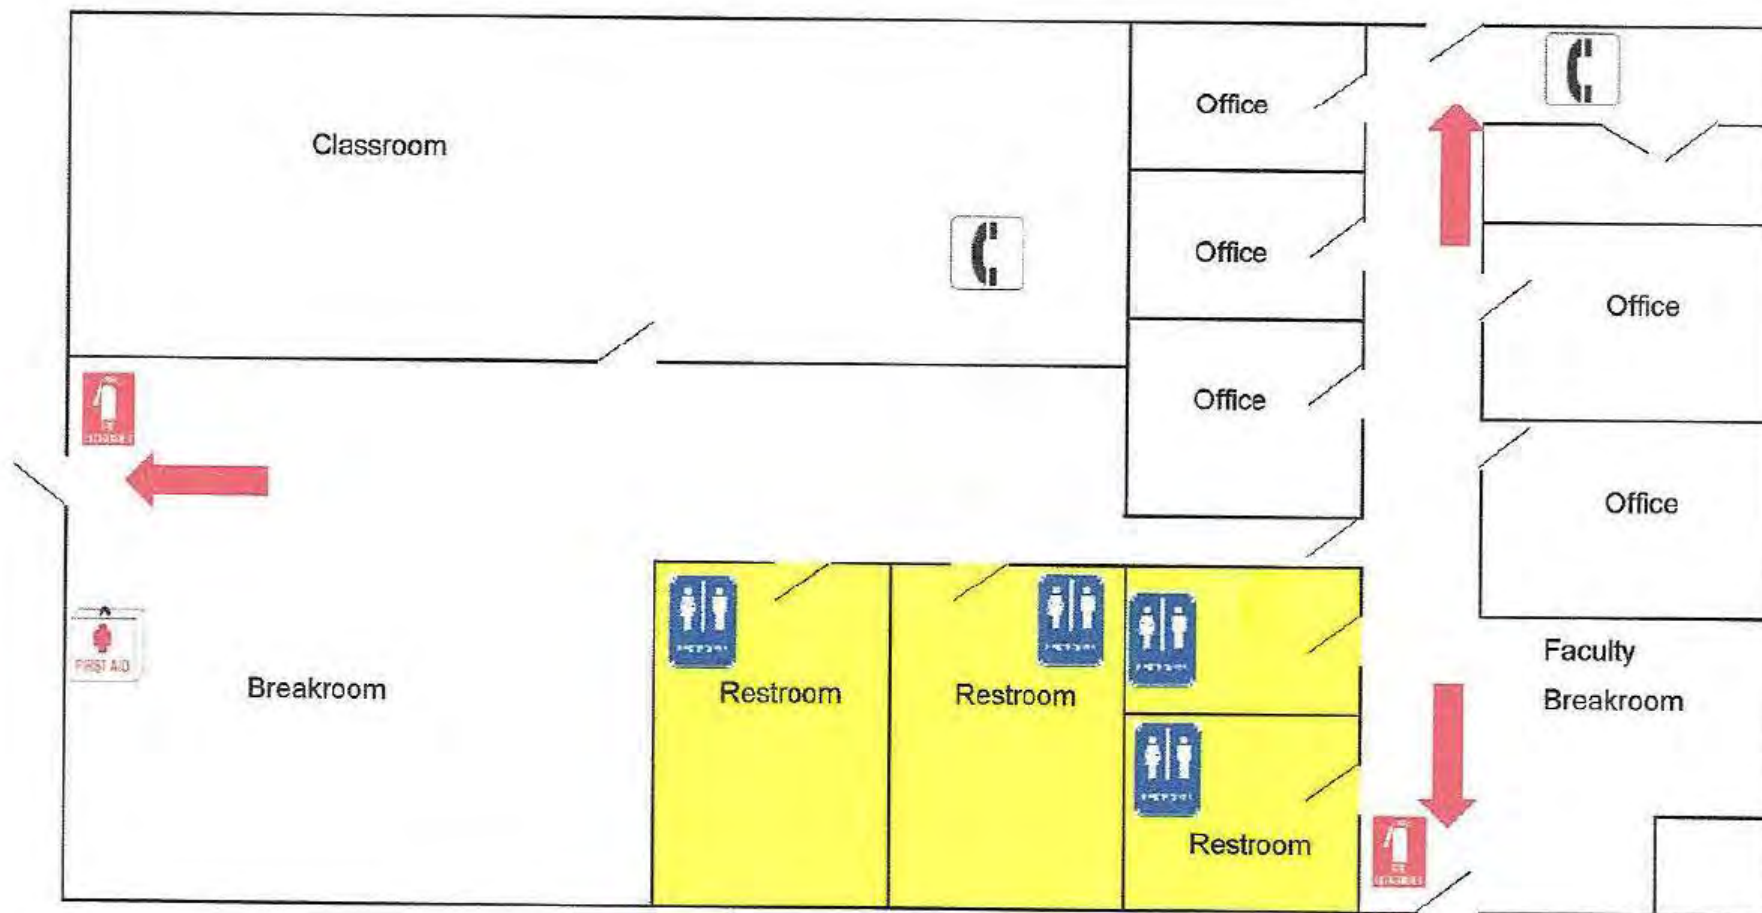 Classroom
Office
Office
Office
Office
Office
FIRST AID
Breakroom
Restroom
Restroom
Restroom
Faculty
Breakroom